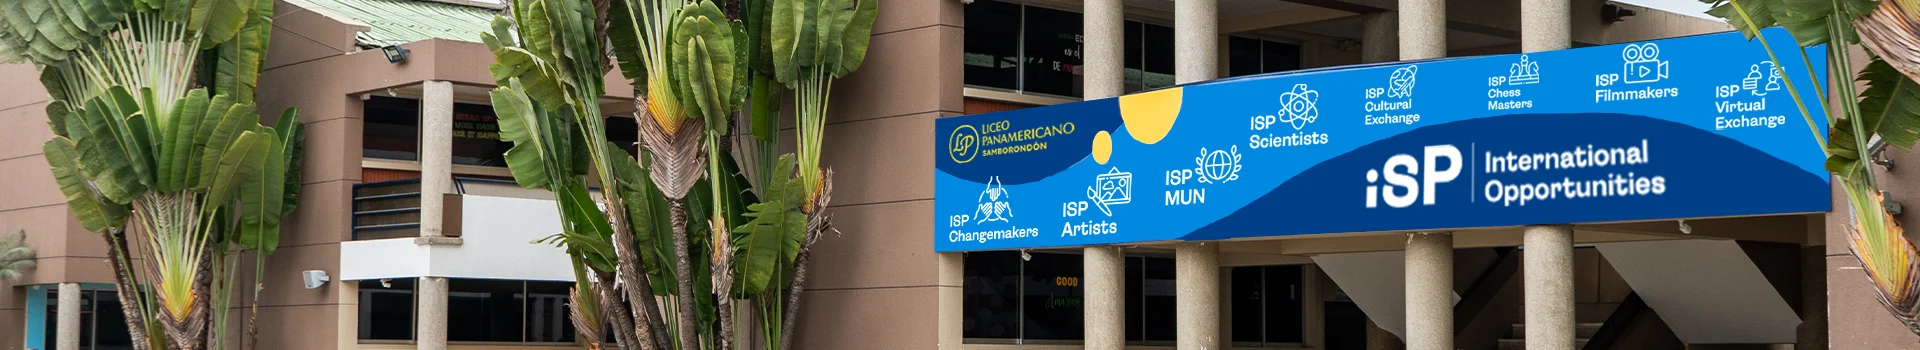 LP
LICEO
PANAMERICANO
SAMBORONDÓN
ISP
Changemakers
ISP
Artists
ISP
MUN
ISP
Scientists
ISP
Cultural
Exchange
ISP
Chess
Masters
ISP
Filmmakers
ISP
Virtual
Exchange
iSP
International
Opportunities
GOOD